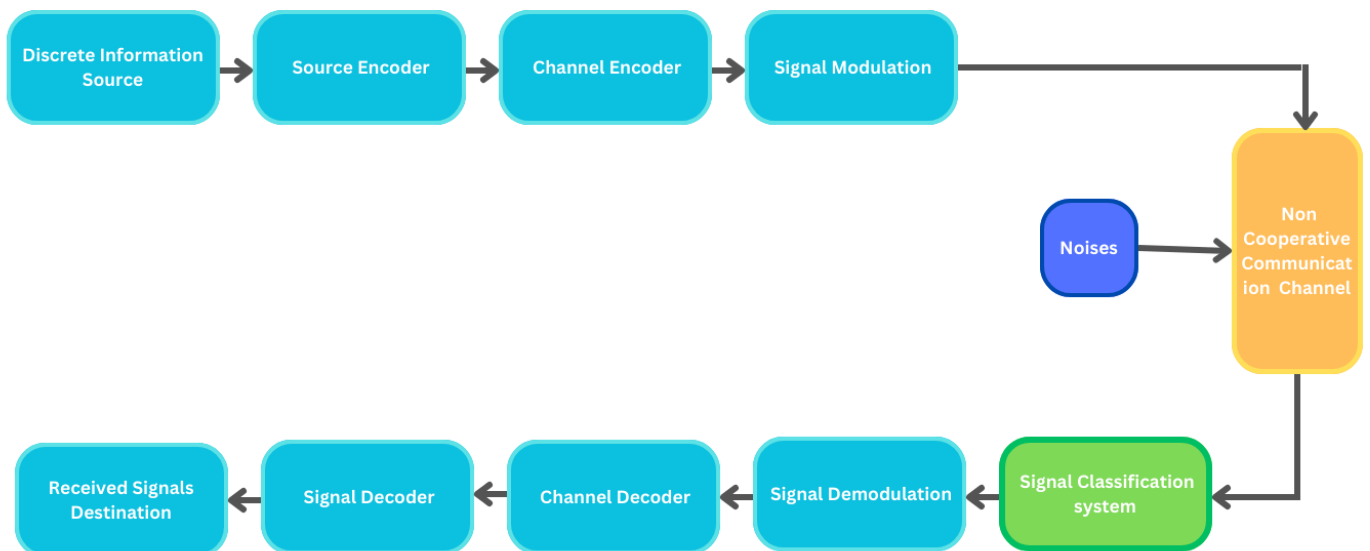 Discrete Information
Source
Source Encoder
Channel Encoder
Signal Modulation
Non
Cooperative
Communicat
ion Channel
Noises
Signal Classification
system
Signal Demodulation
Channel Decoder
Signal Decoder
Received Signals
Destination